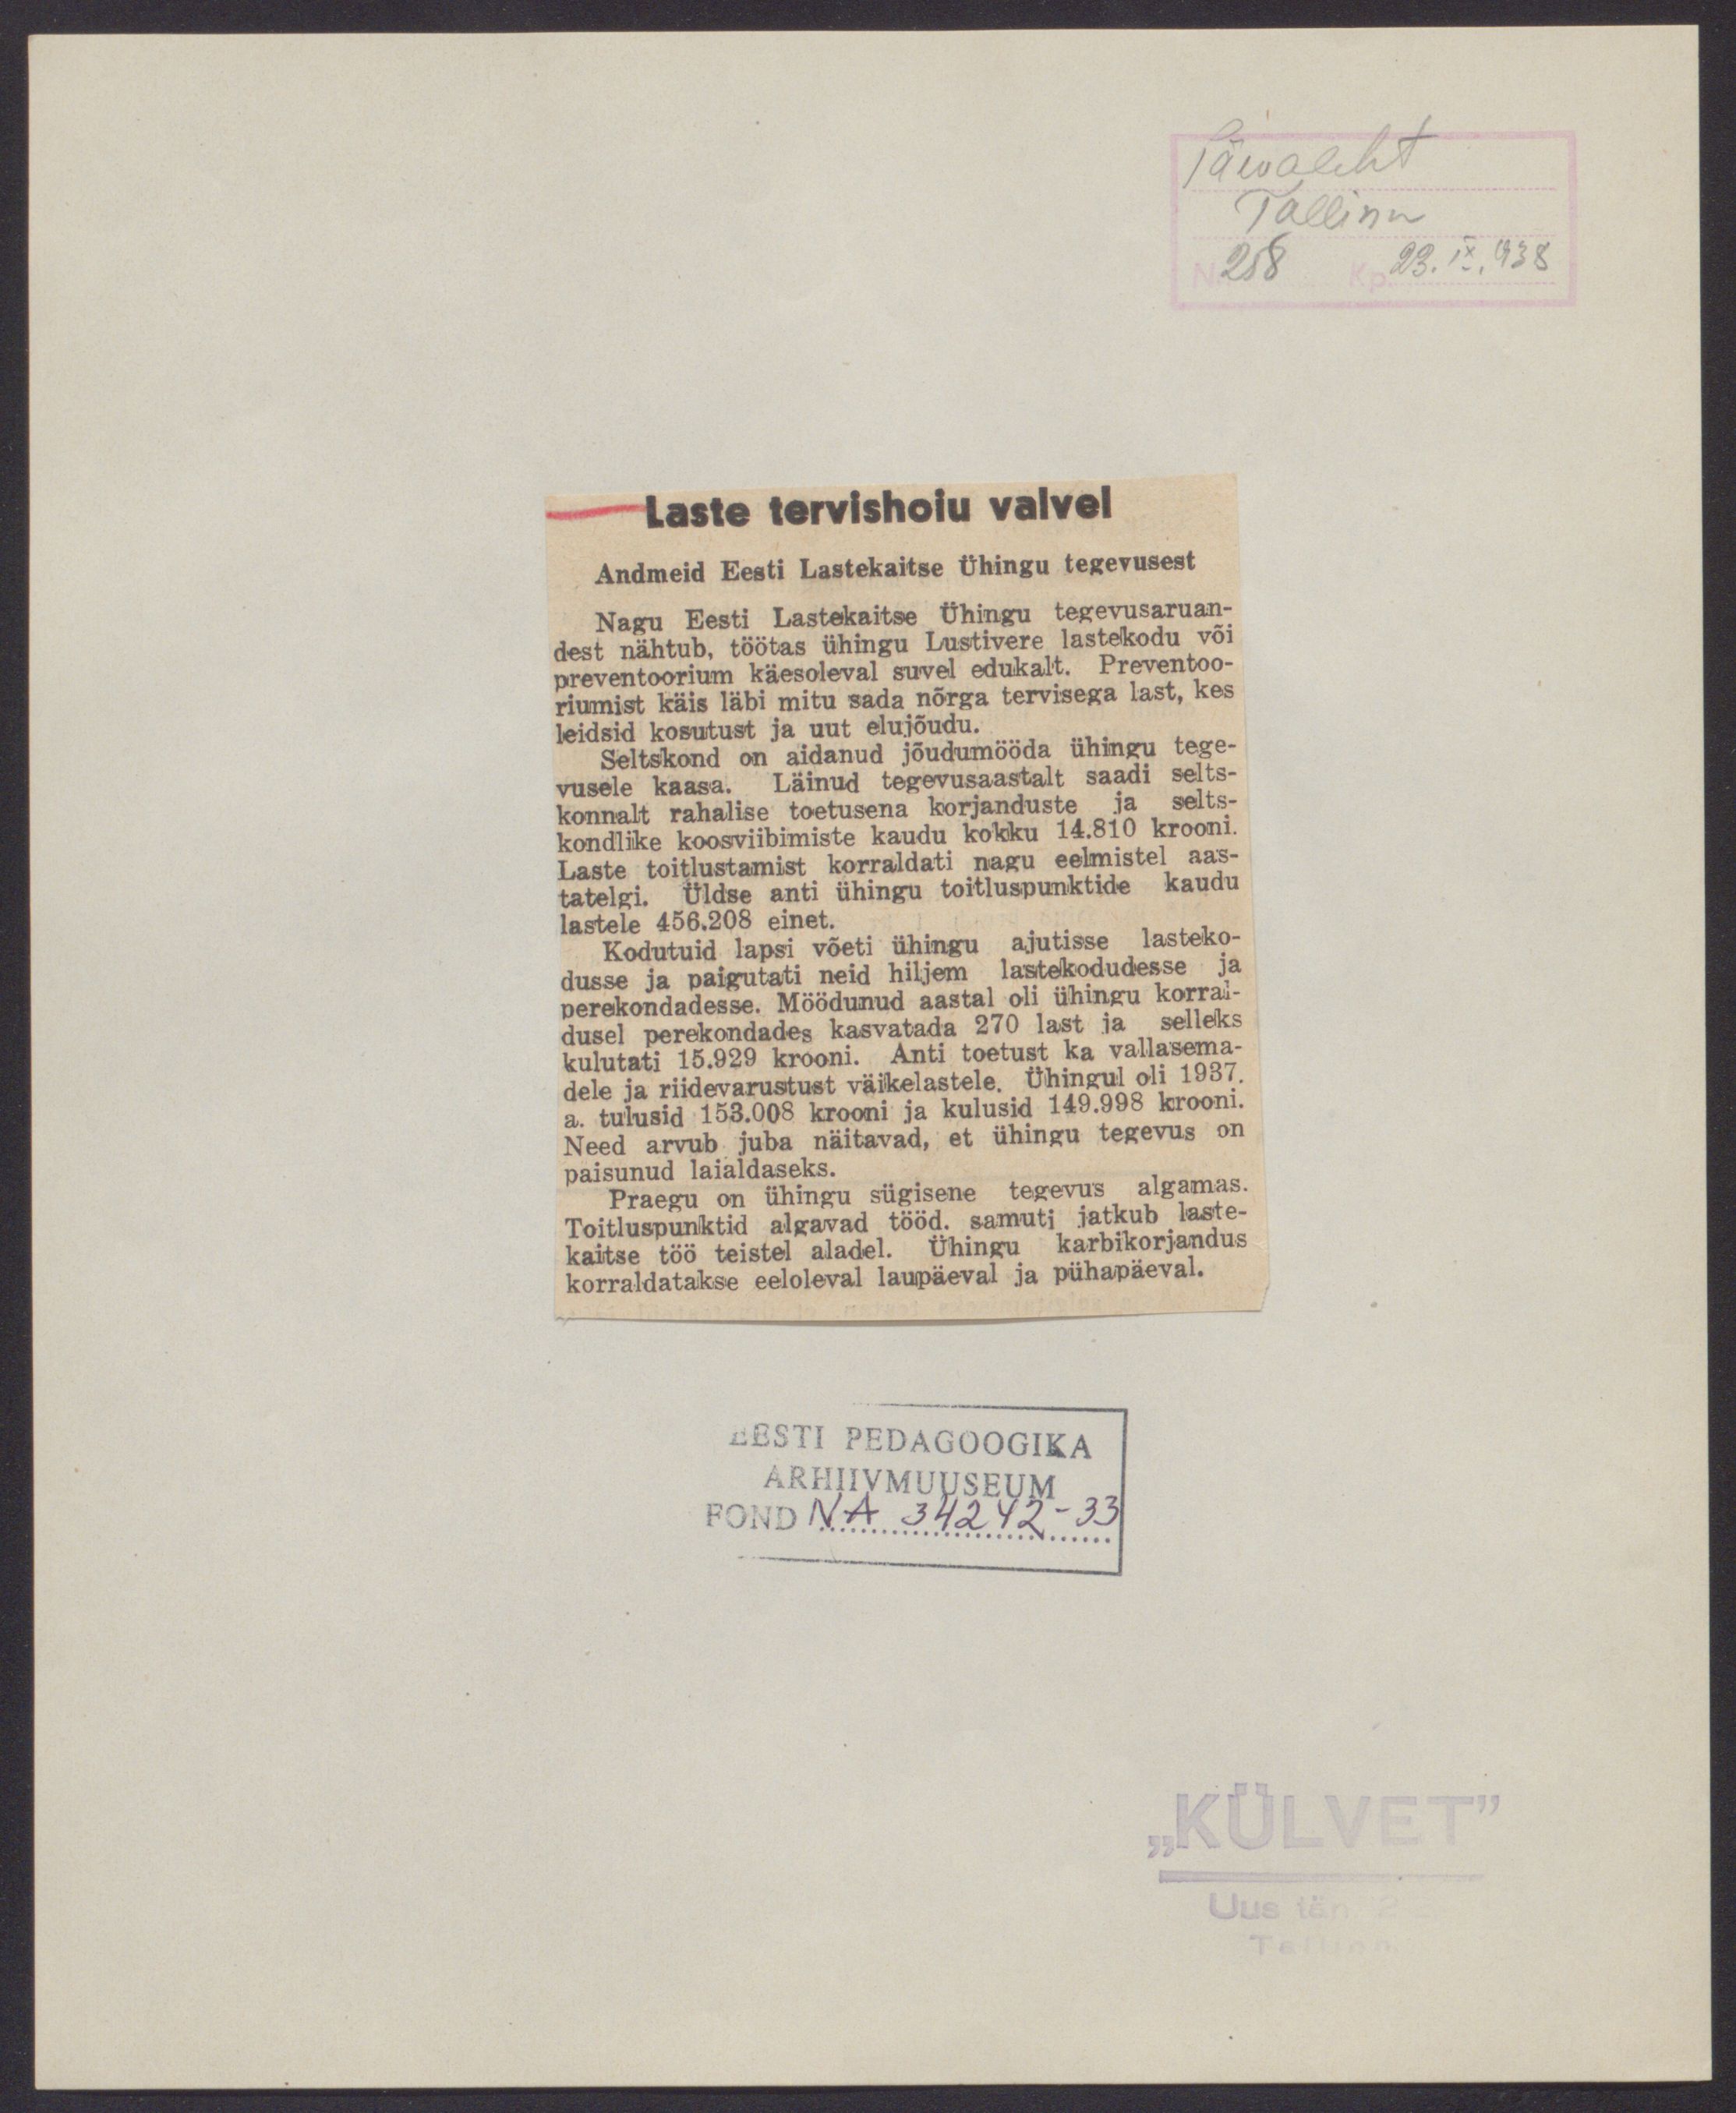 Päevaleht
Tallinn
Nr. 258 Kp. 23. IX. 1938
Laste tervishoiu valvel
Andmeid Eesti Lastekaitse Ühingu tegevusest
Nagu Eesti Lastekaitse Ühingu tegevusaruan-
dest nähtub, töötas ühingu Lustivere lastekodu või
preventoorium käesoleval suvel edukalt. Preventoo-
riumist käis läbi mitu sada nõrga tervisega last, kes
leidsid kosutust ja uut elujõudu.
Seltskond on aidanud jõudumööda ühingu tege-
vusele kaasa. Läinud tegevusaastalt saadi selts-
konnalt rahalise toetusena korjanduste ja selts-
kondlike koosviibimiste kaudu kokku 14.810 krooni.
Laste toitlustamist korraldati nagu eelmistel aas-
tatelgi. Üldse anti ühingu toitluspunktide kaudu
lastele 456.208 einet.
Kodutuid lapsi võeti ühingu ajutisse lasteko-
dusse ja paigutati neid hiljem lastekodudesse ja
perekondadesse. Möödunud aastal oli ühingu korral-
dusel perekondades kasvatada 270 last ja selleks
kulutati 15.929 krooni. Anti toetust ka vallasema-
dele ja riidevarustust väikelastele. Ühingul oli 1937.
a. tulusid 153.008 krooni ja kulusid 149.998 krooni.
Need arvub juba näitavad, et ühingu tegevus on
paisunud laialdaseks.
Praegu on ühingu sügisene tegevus algamas.
Toitluspunktid algavad tööd. samuti jatkub laste-
kaitse töö teistel aladel. Ühingu karbikorjandus
korraldatakse eeloleval laupäeval ja pühapäeval.
EESTI PEDAGOOGIKA
ARHIIVMUUSEUM
FOND NA 34242-33
„KÜLVET”
Uus tän. 2
Tallinn